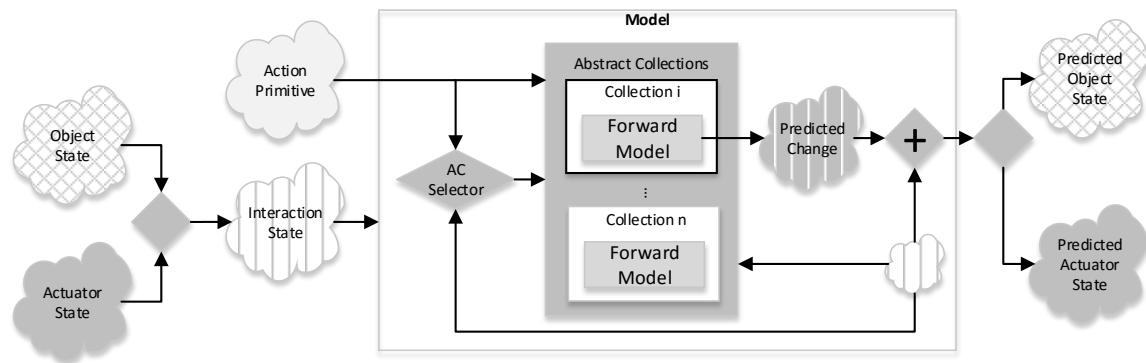 Model
Action
Primitive
Object
State
Actuator
State
Interaction
State
AC
Selector
Abstract Collections
Collection i
Forward
Model
...
Collection n
Forward
Model
Predicted
Change
+
Predicted
Object
State
Predicted
Actuator
State